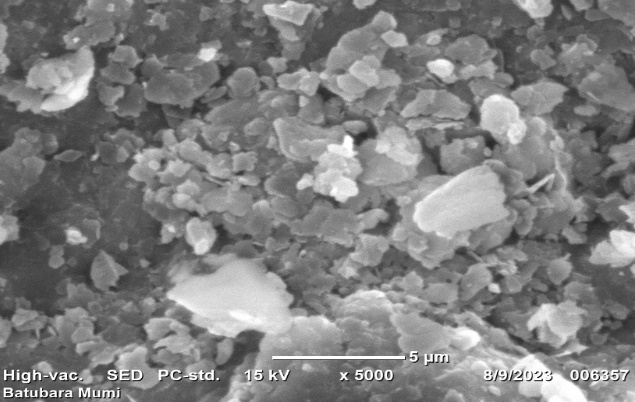 5 µm
High-vac. SED PC-std. 15 kV x 5000 8/9/2023 006357
Batubara Mumi